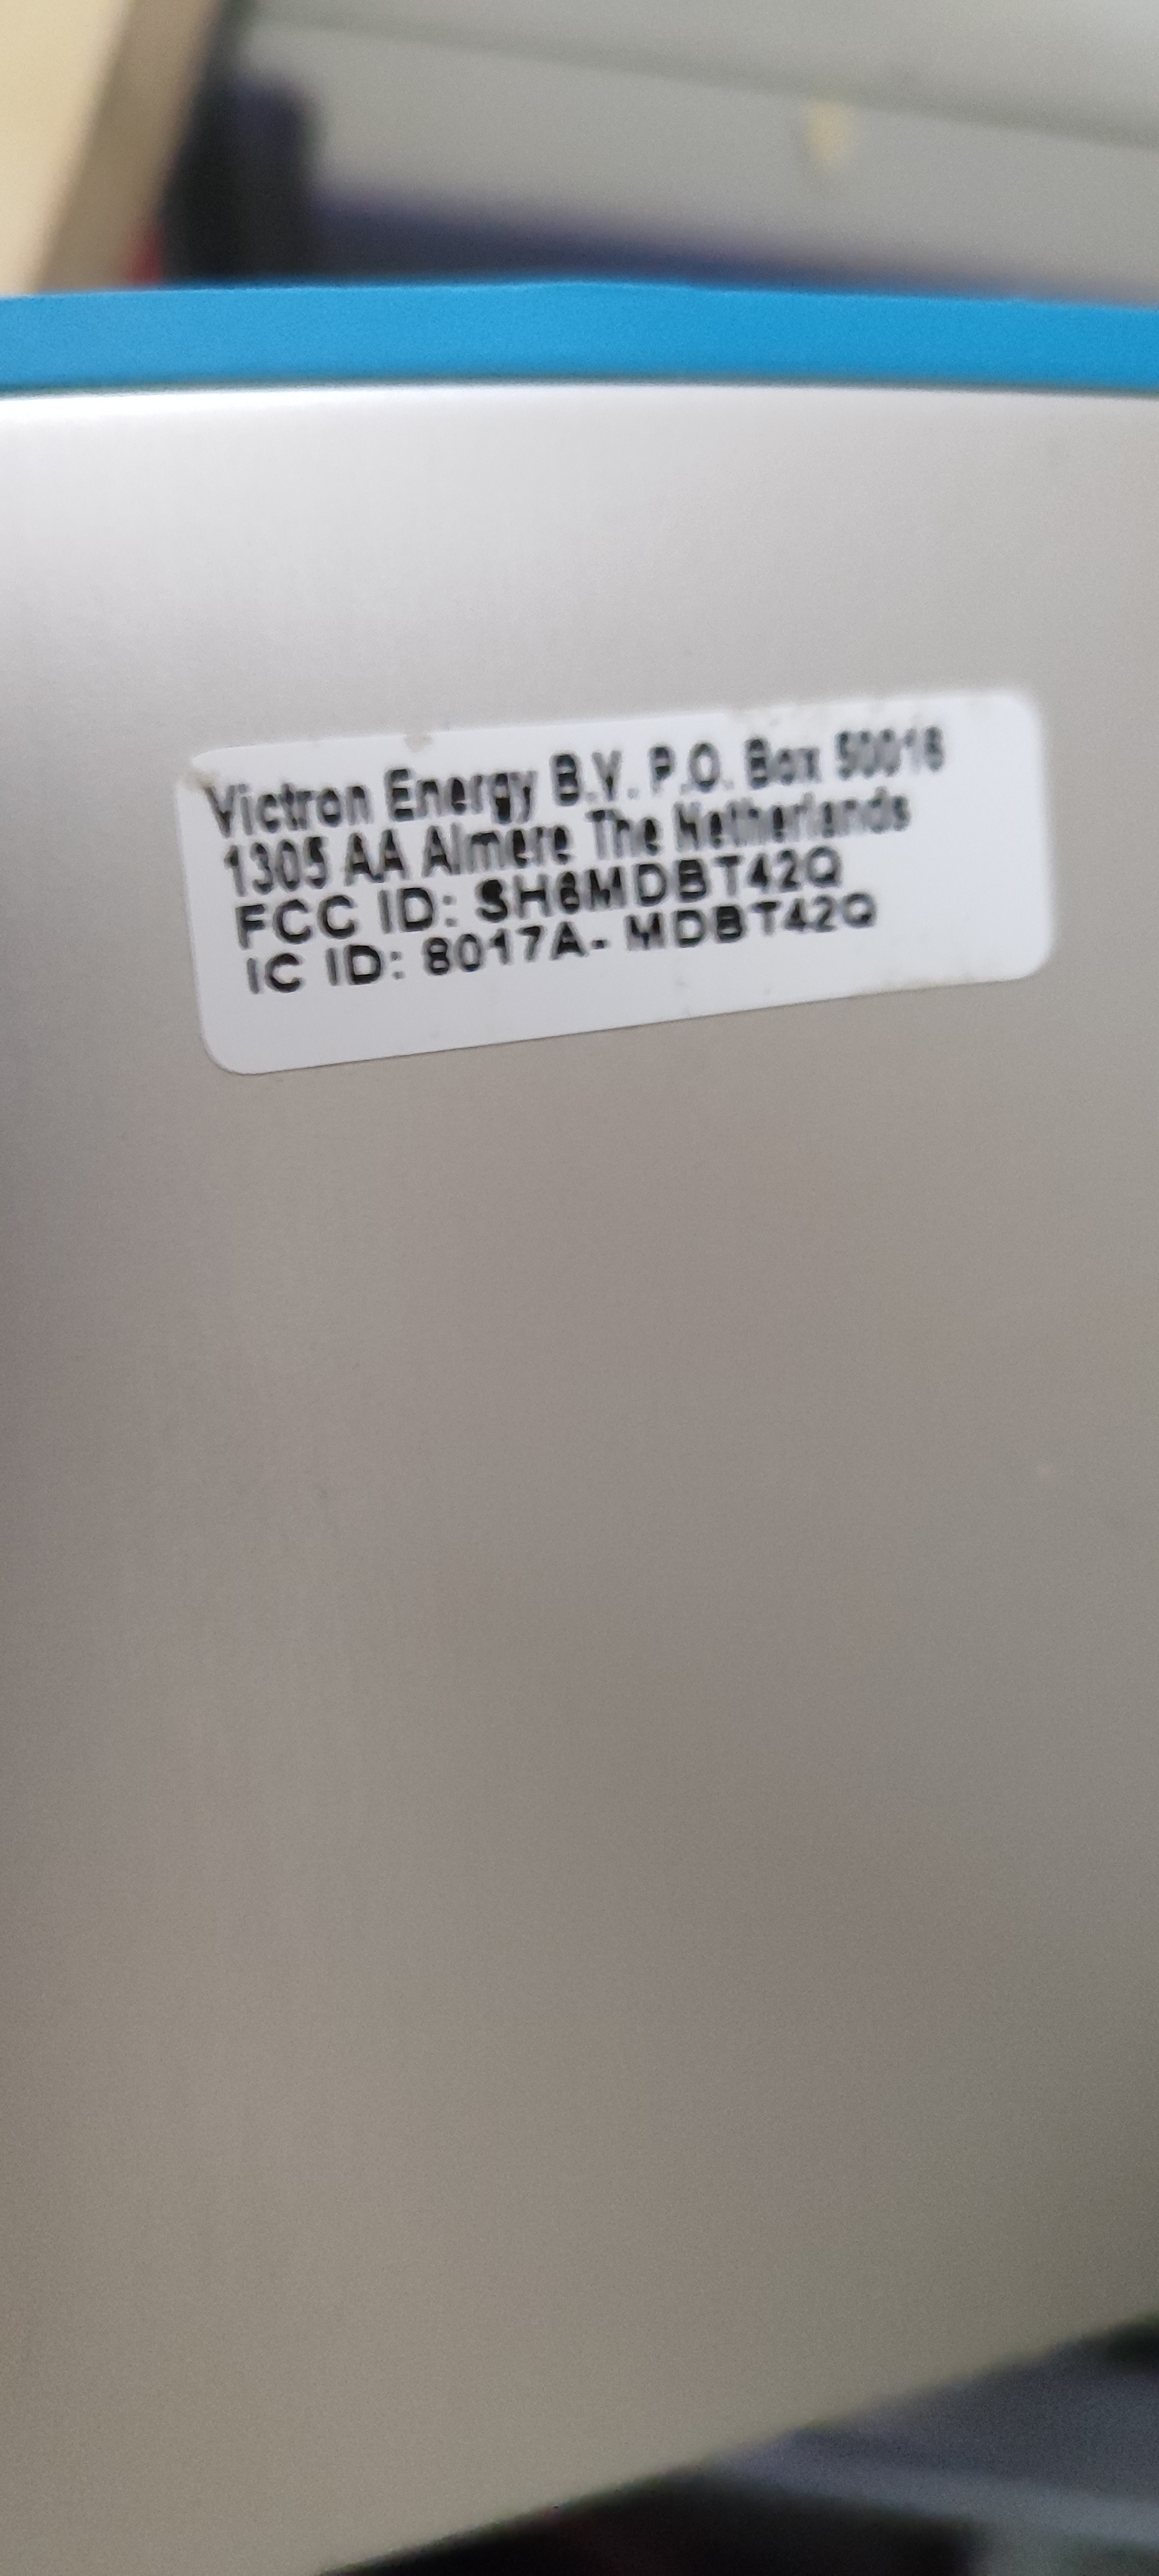 Victron Energy B.V. P.O. Box 50016
1305 AA Almere The Netherlands
FCC ID: SH6MDBT42Q
IC ID: 8017A- MDBT42Q